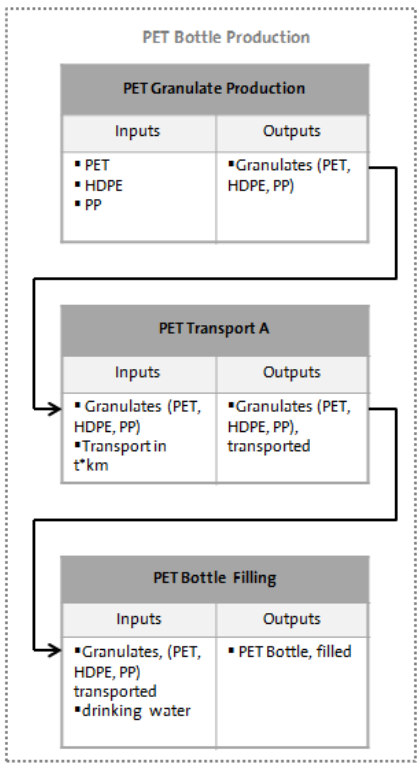 PET Bottle Production
PET Granulate Production
Inputs
Outputs
▪ PET
▪ HDPE
▪ PP
▪Granulates (PET,
HDPE, PP)
PET Transport A
Inputs
Outputs
▪ Granulates (PET,
HDPE, PP)
▪Transport in
t*km
▪Granulates (PET,
HDPE, PP),
transported
PET Bottle Filling
Inputs
Outputs
▪Granulates, (PET,
HDPE, PP)
transported
▪drinking water
▪ PET Bottle, filled